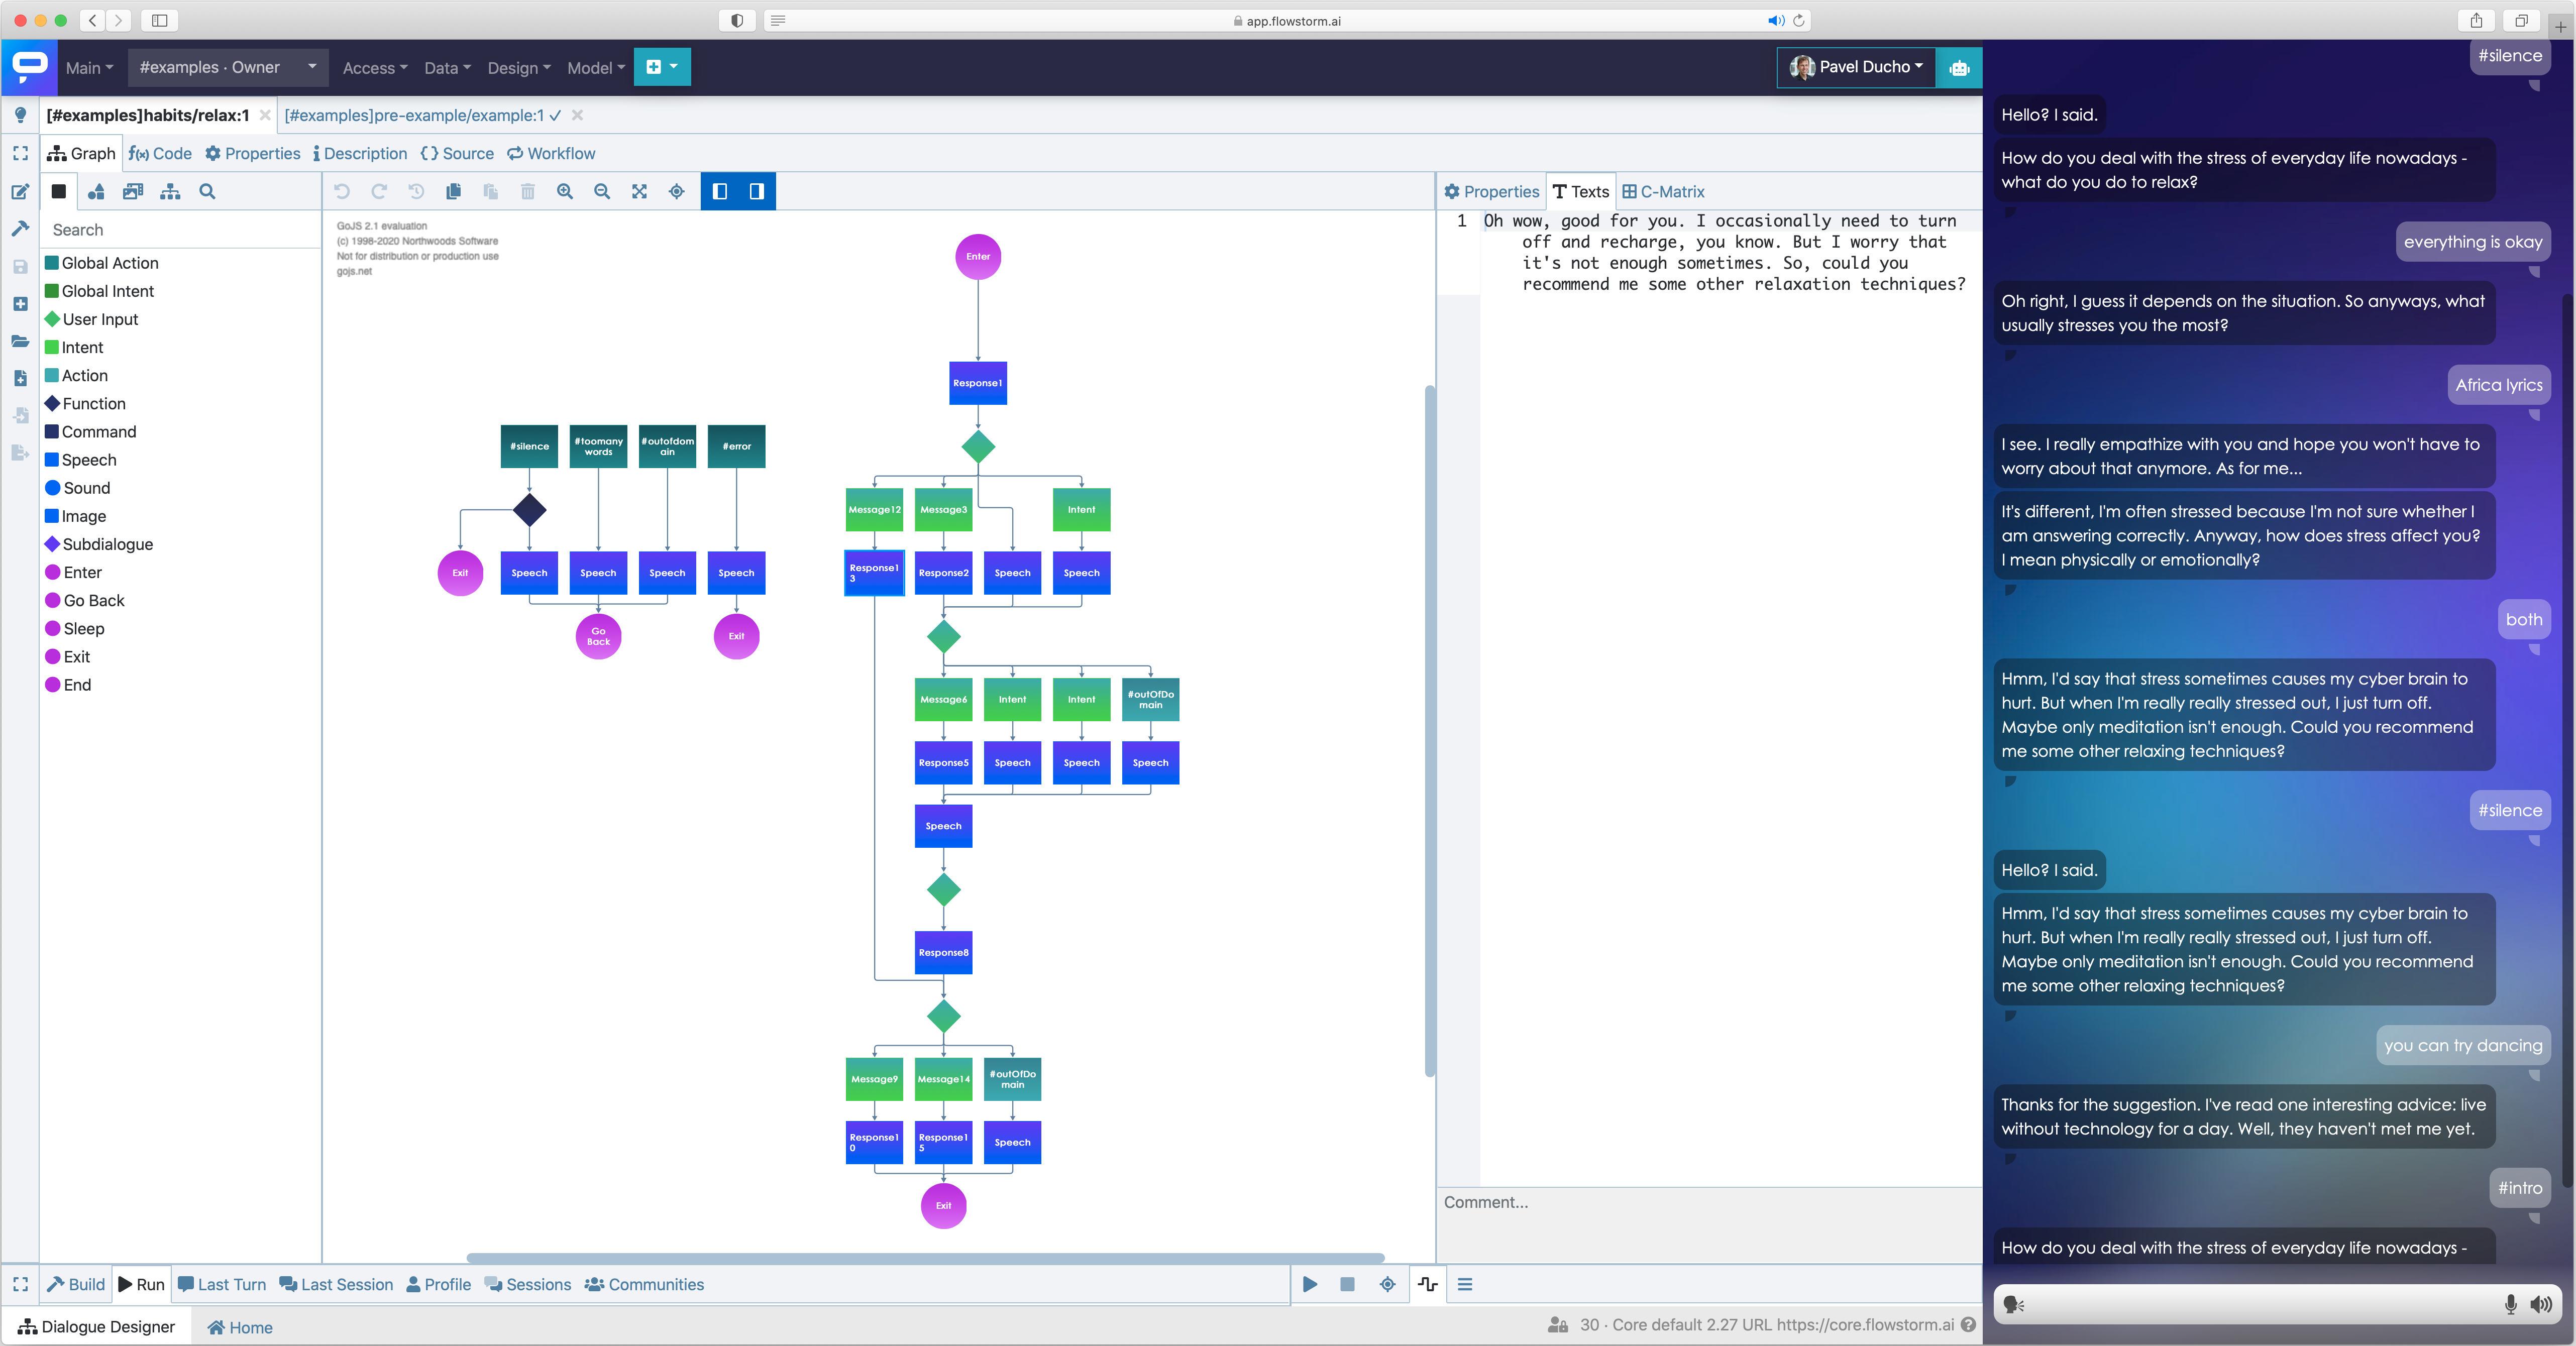 app.flowstorm.ai
Main
#examples · Owner
Access
Data
Design
Model
Pavel Ducho
[#examples]habits/relax:1
[#examples]pre-example/example:1
Graph
f(x) Code
Properties
Description
{} Source
Workflow
Search
Global Action
Global Intent
User Input
Intent
Action
Function
Command
Speech
Sound
Image
Subdialogue
Enter
Go Back
Sleep
Exit
End
GoJS 2.1 evaluation
(c) 1998-2020 Northwoods Software
Not for distribution or production use
gojs.net
Enter
Response1
#silence
#toomany
words
#outofdom
ain
#error
Message12
Message3
Intent
Exit
Speech
Speech
Speech
Speech
Response1
3
Response2
Speech
Speech
Go
Back
Exit
Message6
Intent
Intent
#outOfDo
main
Response5
Speech
Speech
Speech
Speech
Response8
Message9
Message14
#outOfDo
main
Response1
0
Response1
5
Speech
Exit
Properties
Texts
C-Matrix
1
Oh wow, good for you. I occasionally need to turn
off and recharge, you know. But I worry that
it's not enough sometimes. So, could you
recommend me some other relaxation techniques?
Comment...
#silence
Hello? I said.
How do you deal with the stress of everyday life nowadays -
what do you do to relax?
everything is okay
Oh right, I guess it depends on the situation. So anyways, what
usually stresses you the most?
Africa lyrics
I see. I really empathize with you and hope you won't have to
worry about that anymore. As for me...
It's different, I'm often stressed because I'm not sure whether I
am answering correctly. Anyway, how does stress affect you?
I mean physically or emotionally?
both
Hmm, I'd say that stress sometimes causes my cyber brain to
hurt. But when I'm really really stressed out, I just turn off.
Maybe only meditation isn't enough. Could you recommend
me some other relaxing techniques?
#silence
Hello? I said.
Hmm, I'd say that stress sometimes causes my cyber brain to
hurt. But when I'm really really stressed out, I just turn off.
Maybe only meditation isn't enough. Could you recommend
me some other relaxing techniques?
you can try dancing
Thanks for the suggestion. I've read one interesting advice: live
without technology for a day. Well, they haven't met me yet.
#intro
How do you deal with the stress of everyday life nowadays -
Build
Run
Last Turn
Last Session
Profile
Sessions
Communities
Dialogue Designer
Home
30 · Core default 2.27 URL https://core.flowstorm.ai